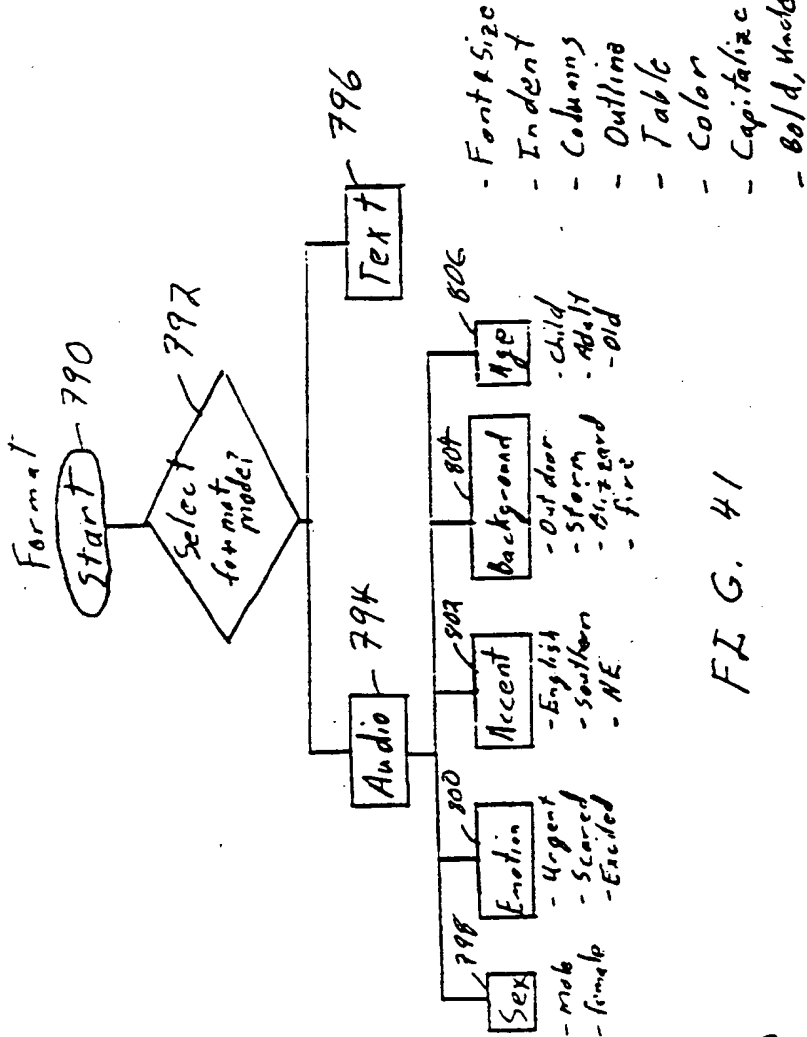 Format
Start 790
Select format mode? 792
Audio 794
Text 796
Sex 798
- Male
- Female
Emotion 800
- Urgent
- Scared
- Excited
Accent 802
- English
- Southern
- NE
Background 804
- Outdoor
- Storm
- Blizzard
- fire
Age 806
- Child
- Adult
- Old
- Font & Size
- Indent
- Columns
- Outline
- Table
- Color
- Capitalize
- Bold,
FIG. 41